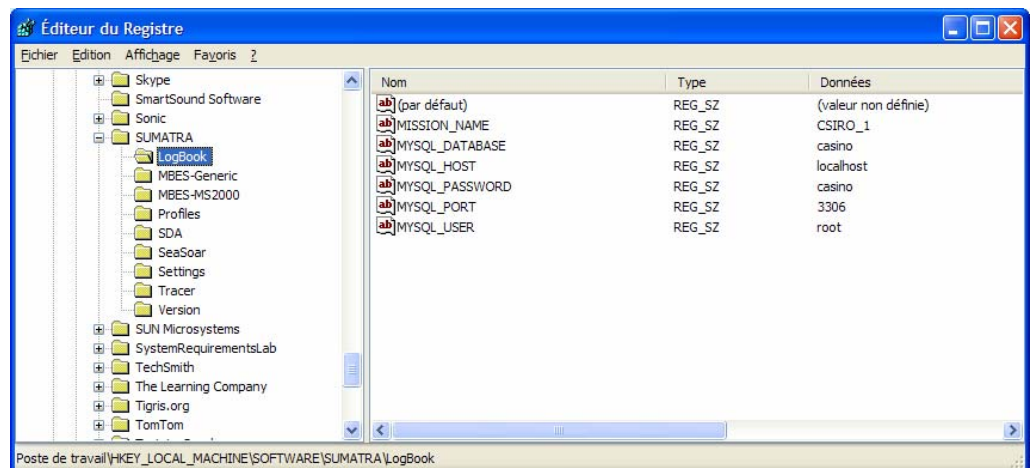 Éditeur du Registre
Fichier Edition Affichage Favoris ?
Skype
SmartSound Software
Sonic
SUMATRA
LogBook
MBES-Generic
MBES-MS2000
Profiles
SDA
SeaSoar
Settings
Tracer
Version
SUN Microsystems
SystemRequirementsLab
TechSmith
The Learning Company
Tigris.org
TomTom
Nom Type Données
(par défaut) REG_SZ (valeur non définie)
MISSION_NAME REG_SZ CSIRO_1
MYSQL_DATABASE REG_SZ casino
MYSQL_HOST REG_SZ localhost
MYSQL_PASSWORD REG_SZ casino
MYSQL_PORT REG_SZ 3306
MYSQL_USER REG_SZ root
Poste de travail\HKEY_LOCAL_MACHINE\SOFTWARE\SUMATRA\LogBook